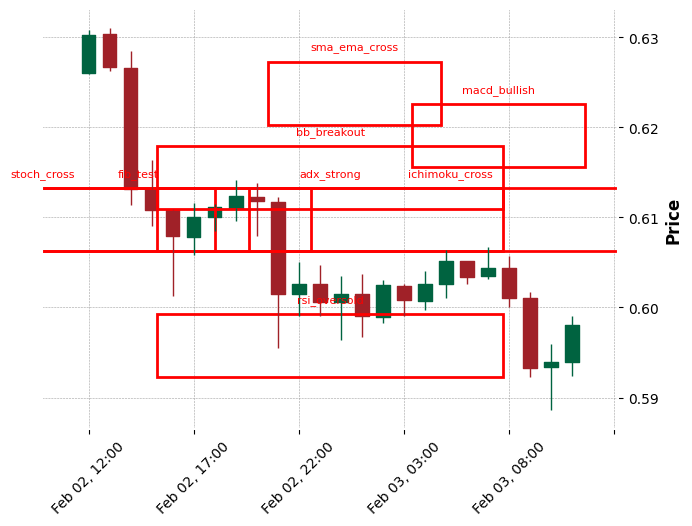 0.63
sma_ema_cross
macd_bullish
0.62
bb_breakout
stoch_cross
adx_strong
ichimoku_cross
0.61
Price
0.60
0.59
Feb 02, 12:00
Feb 02, 17:00
Feb 02, 22:00
Feb 03, 03:00
Feb 03, 08:00